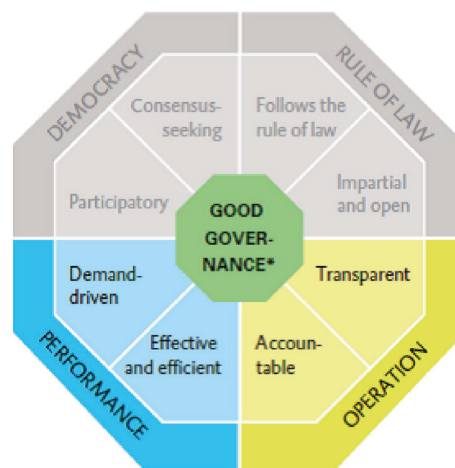 DEMOCRACY
RULE OF LAW
Consensus-
seeking
Follows the
rule of law
Participatory
Impartial
and open
GOOD
GOVER-
NANCE*
Demand-
driven
Transparent
Effective
and efficient
Accoun-
table
PERFORMANCE
OPERATION